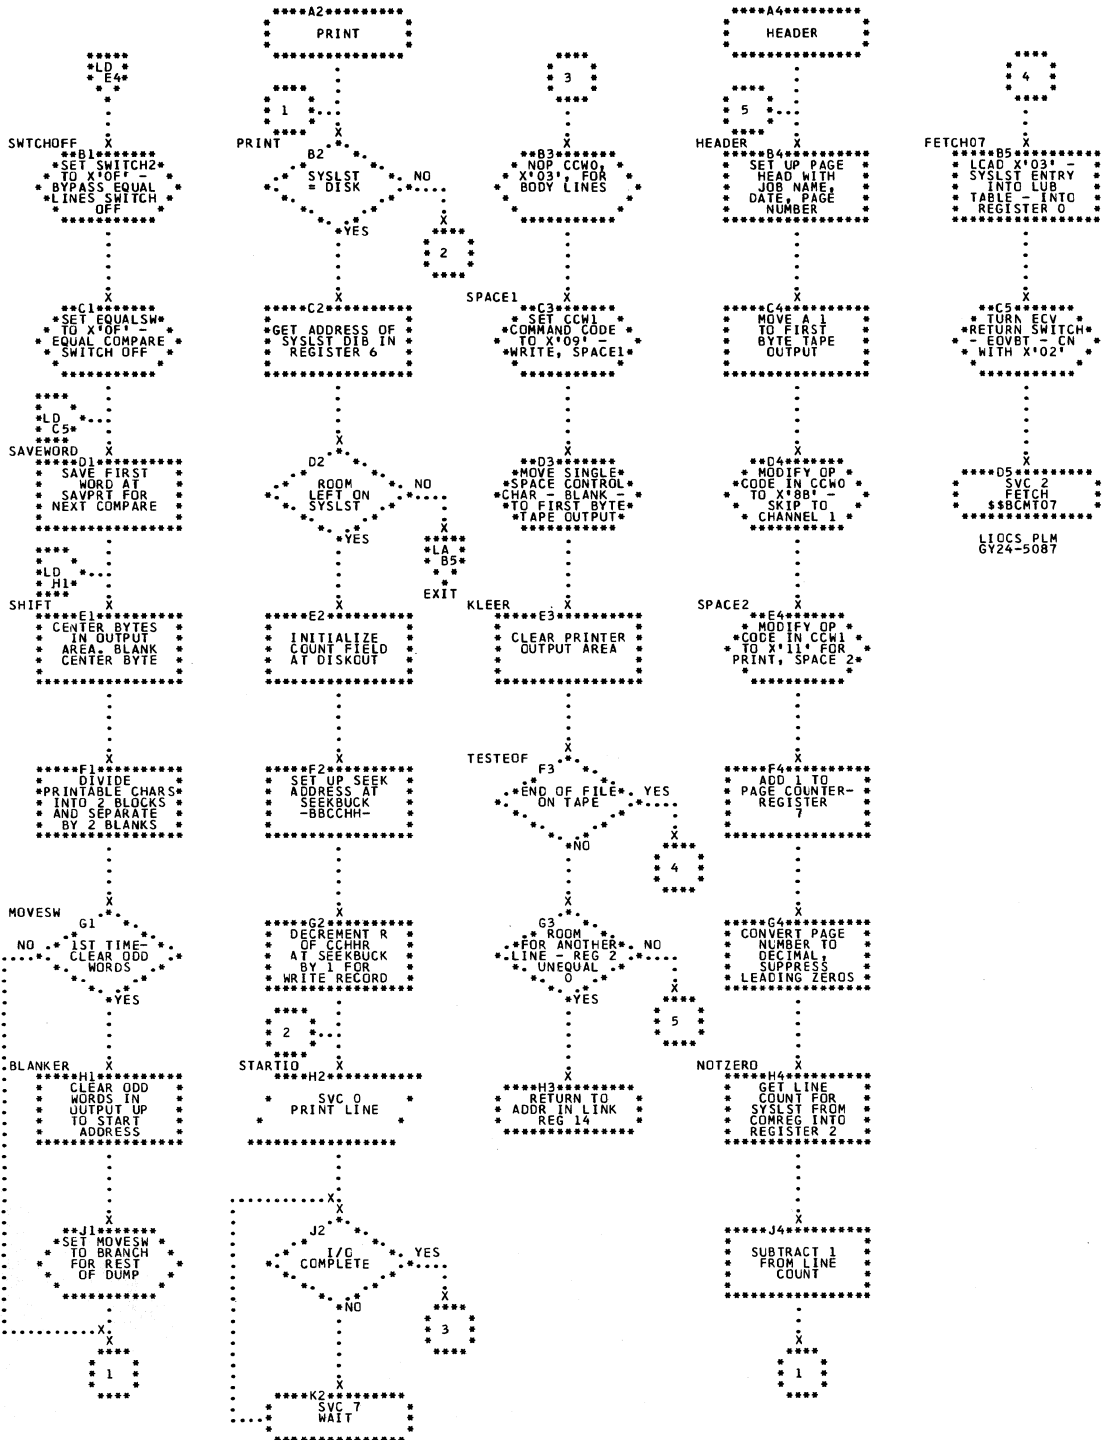 LD
E4
SWTCHOFF
B1
SET SWITCH2
TO X'0F' -
BYPASS EQUAL
LINES SWITCH
OFF
C1
SET EQUALSW
TO X'0F' -
EQUAL COMPARE
SWITCH OFF
LD
C5
SAVEWORD
D1
SAVE FIRST
WORD AT
SAVPRT FOR
NEXT COMPARE
LD
H1
SHIFT
E1
CENTER BYTES
IN OUTPUT
AREA. BLANK
CENTER BYTE
F1
DIVIDE
PRINTABLE CHARS
INTO 2 BLOCKS
AND SEPARATE
BY 2 BLANKS
MOVESW
G1
1ST TIME-
CLEAR ODD
WORDS
NO
YES
BLANKER
H1
CLEAR ODD
WORDS IN
OUTPUT UP
TO START
ADDRESS
J1
SET MOVESW
TO BRANCH
FOR REST
OF DUMP
1
A2
PRINT
1
PRINT
B2
SYSLST
= DISK
NO
YES
2
C2
GET ADDRESS OF
SYSLST DIB IN
REGISTER 6
D2
ROOM
LEFT ON
SYSLST
NO
YES
LA
B5
EXIT
E2
INITIALIZE
COUNT FIELD
AT DISKOUT
F2
SET UP SEEK
ADDRESS AT
SEEKBUCK
-BBCCHH-
G2
DECREMENT R
OF CCHHR
AT SEEKBUCK
BY 1 FOR
WRITE RECORD
2
STARTIO
H2
SVC 0
PRINT LINE
J2
I/O
COMPLETE
YES
NO
3
K2
SVC 7
WAIT
3
B3
NOP CCW0,
X'03', FOR
BODY LINES
SPACE1
C3
SET CCW1
COMMAND CODE
TO X'09' -
WRITE, SPACE1
D3
MOVE SINGLE
SPACE CONTROL
CHAR - BLANK -
TO FIRST BYTE
TAPE OUTPUT
KLEER
E3
CLEAR PRINTER
OUTPUT AREA
TESTEOF
F3
END OF FILE
ON TAPE
YES
NO
4
G3
ROOM
FOR ANOTHER
LINE - REG 2
UNEQUAL
0
NO
YES
5
H3
RETURN TO
ADDR IN LINK
REG 14
A4
HEADER
5
HEADER
B4
SET UP PAGE
HEAD WITH
JOB NAME,
DATE, PAGE
NUMBER
C4
MOVE A 1
TO FIRST
BYTE TAPE
OUTPUT
D4
MODIFY OP
CODE IN CCW0
TO X'8B' -
SKIP TO
CHANNEL 1
SPACE2
E4
MODIFY OP
CODE IN CCW1
TO X'11' FOR
PRINT, SPACE 2
F4
ADD 1 TO
PAGE COUNTER-
REGISTER
7
G4
CONVERT PAGE
NUMBER TO
DECIMAL,
SUPPRESS
LEADING ZEROS
NOTZERO
H4
GET LINE
COUNT FOR
SYSLST FROM
COMREG INTO
REGISTER 2
J4
SUBTRACT 1
FROM LINE
COUNT
1
4
FETCH07
B5
LOAD X'03' -
SYSLST ENTRY
INTO LUB
TABLE - INTO
REGISTER 0
C5
TURN EOV
RETURN SWITCH
- EOVBT - ON
WITH X'02'
D5
SVC 2
FETCH
$$BCMT07
LIOCS PLM
GY24-5087